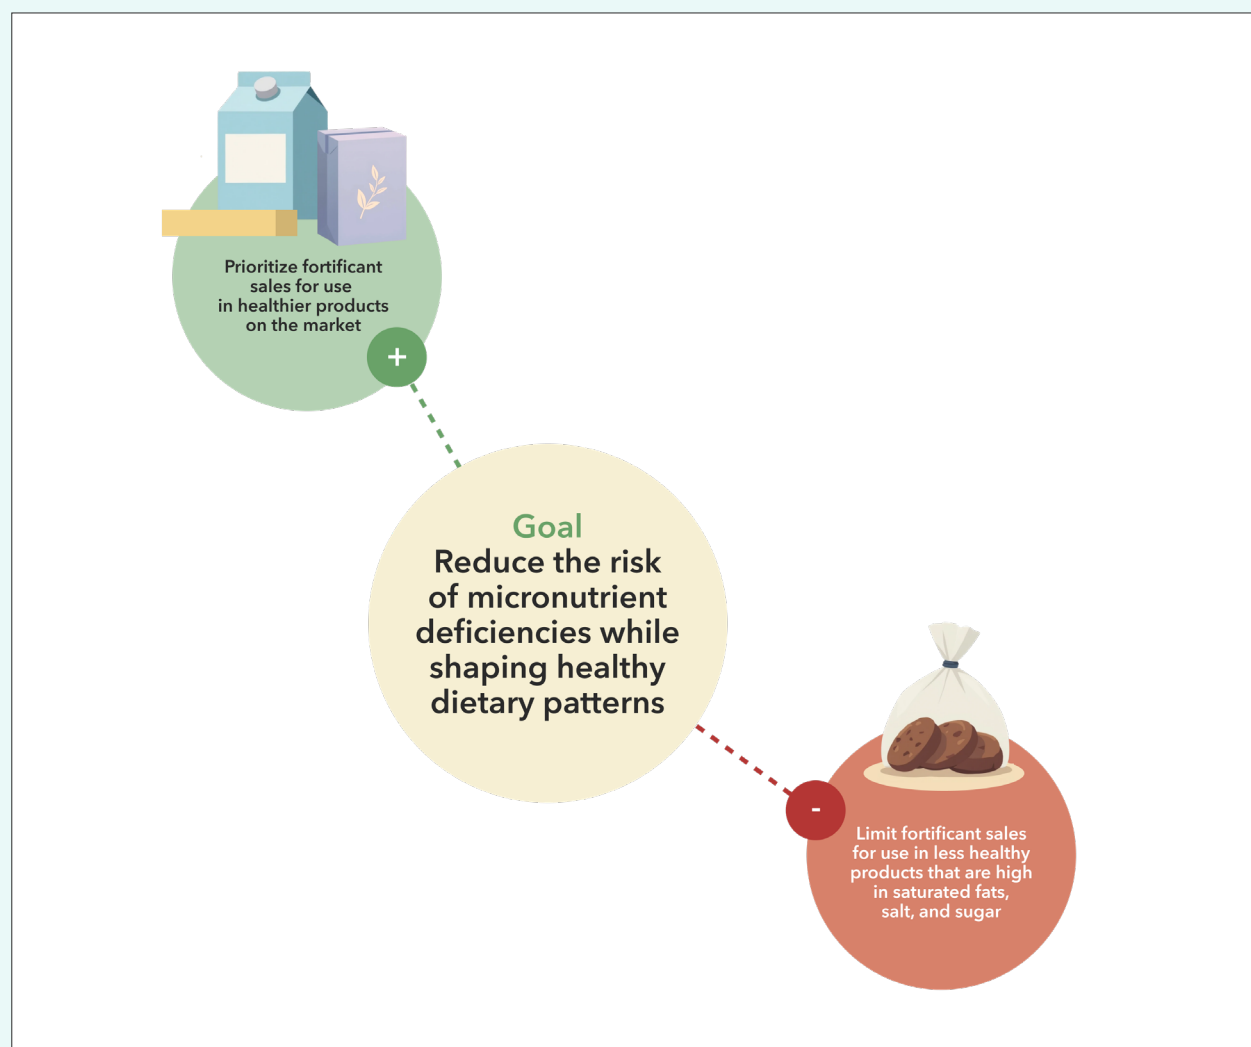 Prioritize fortificant
sales for use
in healthier products
on the market
+
Goal
Reduce the risk
of micronutrient
deficiencies while
shaping healthy
dietary patterns
-
Limit fortificant sales
for use in less healthy
products that are high
in saturated fats,
salt, and sugar